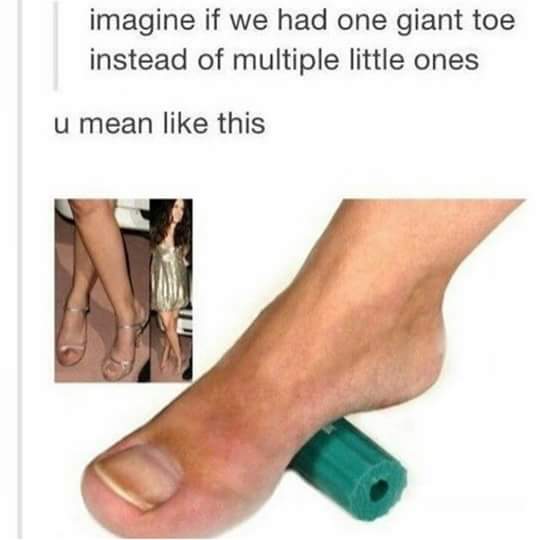 imagine if we had one giant toe
instead of multiple little ones
u mean like this